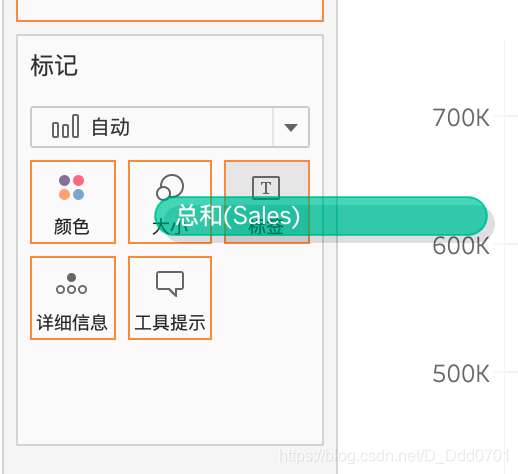 标记
自动
700K
颜色
大小
标签
总和(Sales)
600K
详细信息
工具提示
500K
https://blog.csdn.net/D_Ddd0701